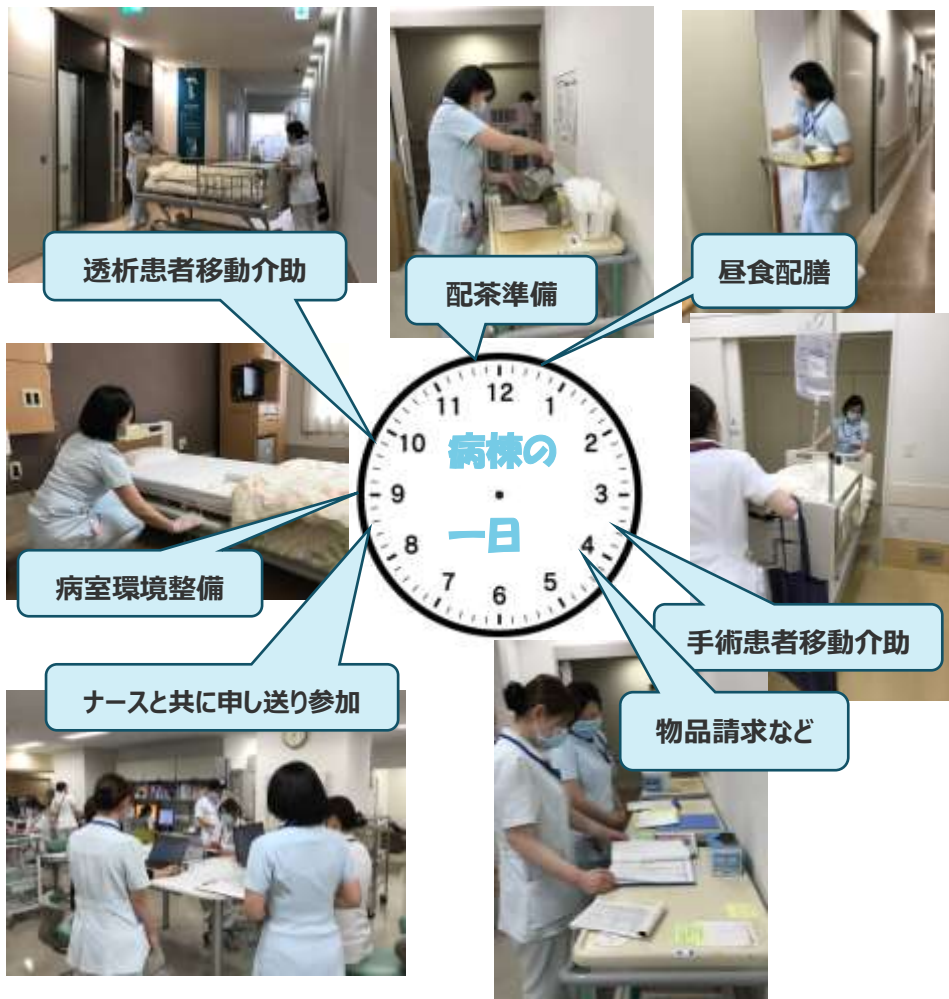 透析患者移動介助
配茶準備
昼食配膳
12
11
1
10
病棟の
2
9
3
一日
8
4
7
5
6
病室環境整備
手術患者移動介助
ナースと共に申し送り参加
物品請求など